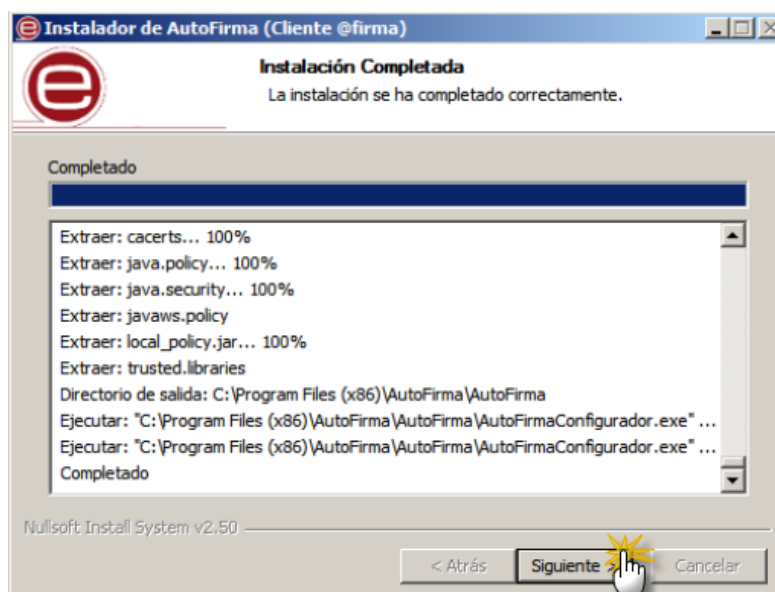 Instalador de AutoFirma (Cliente @firma)
Instalación Completada
La instalación se ha completado correctamente.
Completado
Extraer: cacerts... 100%
Extraer: java.policy... 100%
Extraer: java.security... 100%
Extraer: javaws.policy
Extraer: local_policy.jar... 100%
Extraer: trusted.libraries
Directorio de salida: C:\Program Files (x86)\AutoFirma\AutoFirma
Ejecutar: "C:\Program Files (x86)\AutoFirma\AutoFirma\AutoFirmaConfigurador.exe" ...
Ejecutar: "C:\Program Files (x86)\AutoFirma\AutoFirma\AutoFirmaConfigurador.exe" ...
Completado
Nullsoft Install System v2.50
< Atrás Siguiente > Cancelar